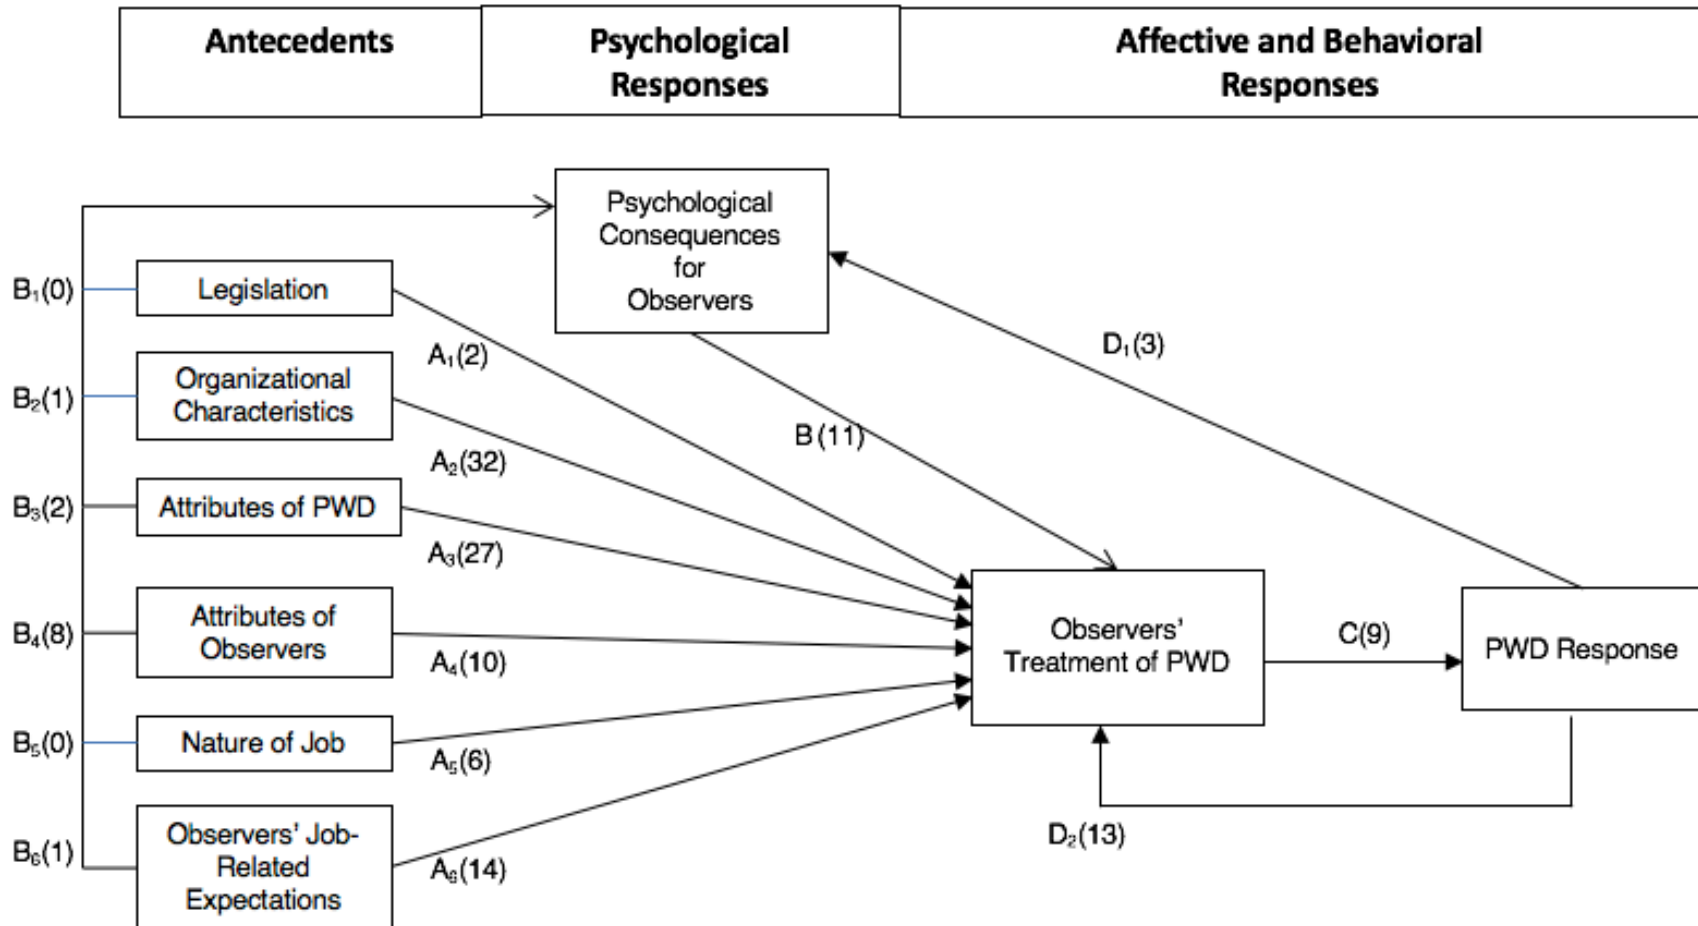 Antecedents
Psychological
Responses
Affective and Behavioral
Responses
Psychological
Consequences
for
Observers
B₁(0)
Legislation
A₁(2)
D₁(3)
B₂(1)
Organizational
Characteristics
B (11)
A₂(32)
B₃(2)
Attributes of PWD
A₃(27)
B₄(8)
Attributes of
Observers
A₄(10)
Observers’
Treatment of PWD
C(9)
PWD Response
B₅(0)
Nature of Job
A₅(6)
B₆(1)
Observers’ Job-
Related
Expectations
A₆(14)
D₂(13)